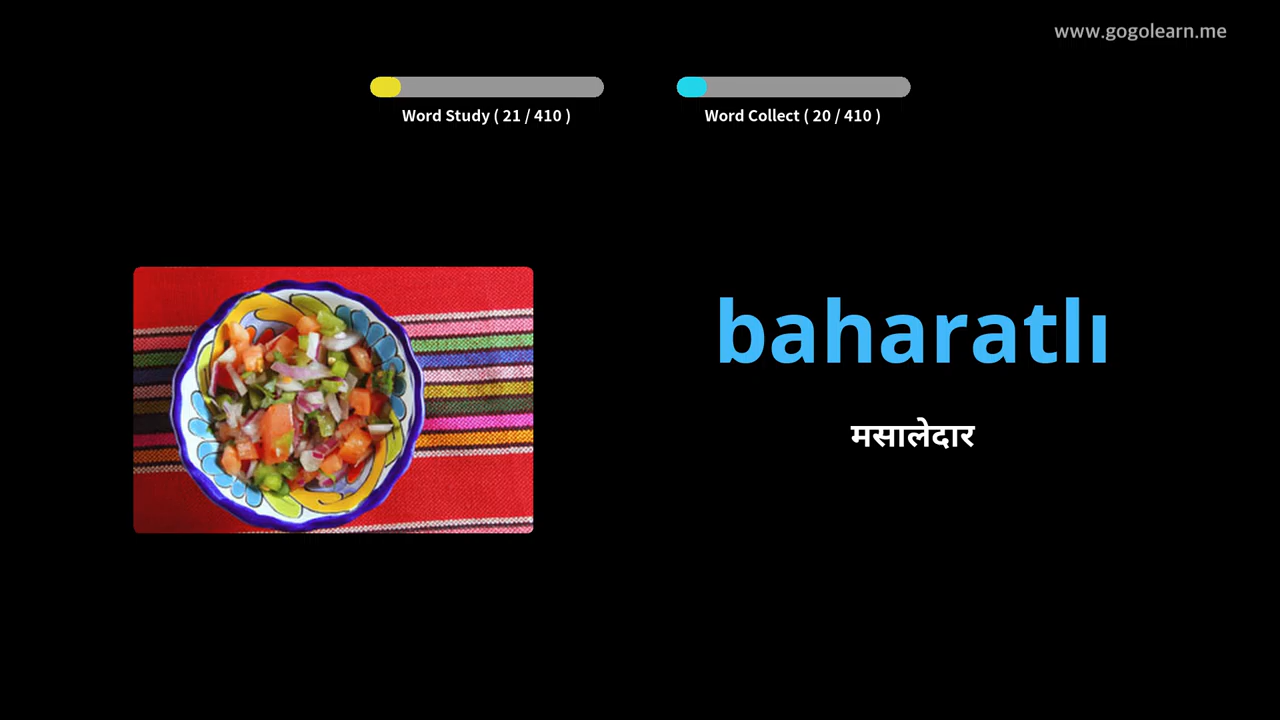 www.gogolearn.me
Word Study ( 21 / 410 )
Word Collect ( 20 / 410 )
baharatlı
मसालेदार